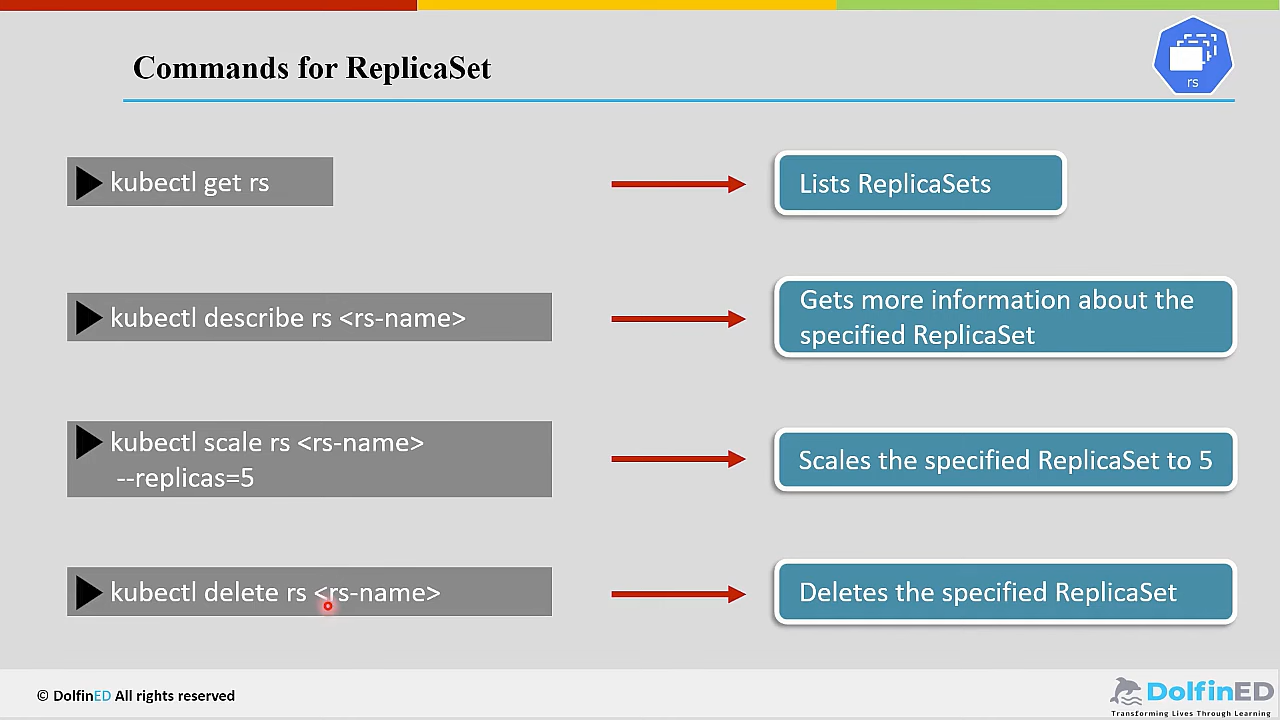 Commands for ReplicaSet
rs
kubectl get rs
Lists ReplicaSets
kubectl describe rs <rs-name>
Gets more information about the
specified ReplicaSet
kubectl scale rs <rs-name>
--replicas=5
Scales the specified ReplicaSet to 5
kubectl delete rs <rs-name>
Deletes the specified ReplicaSet
© DolfinED All rights reserved
DolfinED
Transforming Lives Through Learning